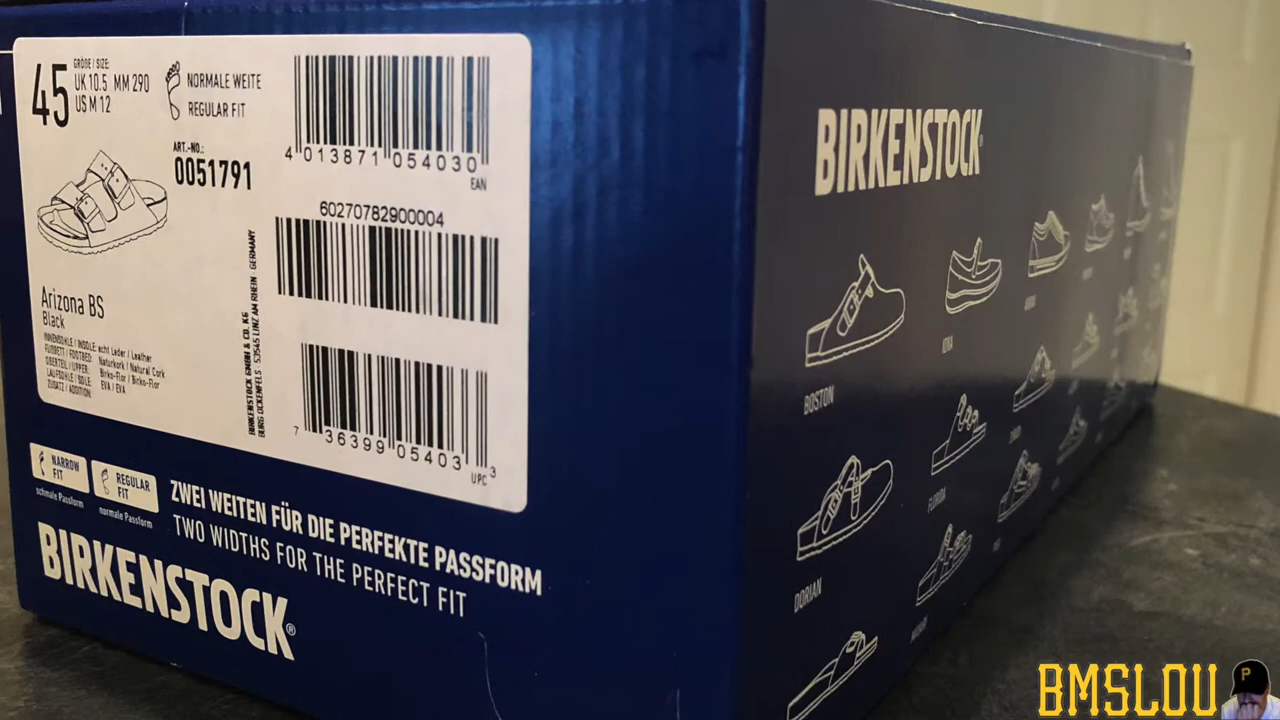 45
GRÖßE / SIZE:
UK 10.5 MM 290
US M 12
NORMALE WEITE
REGULAR FIT
ART.-NO.:
0051791
4 013871 054030
EAN
60270782900004
Arizona BS
Black
INNENSOHLE / INSOLE: echt Leder / Leather
FUßBETT / FOOTBED: Naturkork / Natural Cork
OBERTEIL / UPPER: Birko-Flor / Birko-Flor
LAUFSOHLE / SOLE: EVA / EVA
ZUSATZ / ADDITION:
BIRKENSTOCK GMBH & CO. KG
BURG OCKENFELS · 53545 LINZ AM RHEIN · GERMANY
7 36399 05403 3
UPC
NARROW
FIT
schmale Passform
REGULAR
FIT
normale Passform
ZWEI WEITEN FÜR DIE PERFEKTE PASSFORM
TWO WIDTHS FOR THE PERFECT FIT
BIRKENSTOCK®
BIRKENSTOCK®
BOSTON
DORIAN
FLORIDA
BMSLOU
P